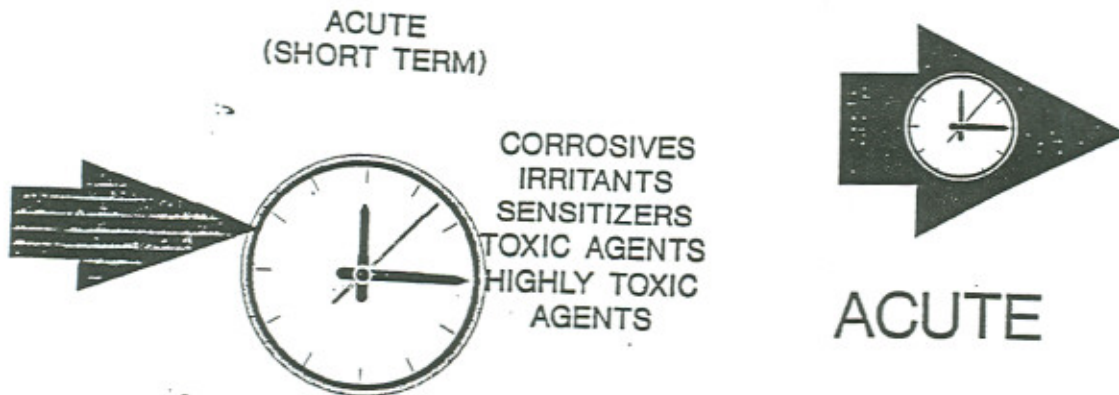 ACUTE
(SHORT TERM)
CORROSIVES
IRRITANTS
SENSITIZERS
TOXIC AGENTS
HIGHLY TOXIC
AGENTS
ACUTE